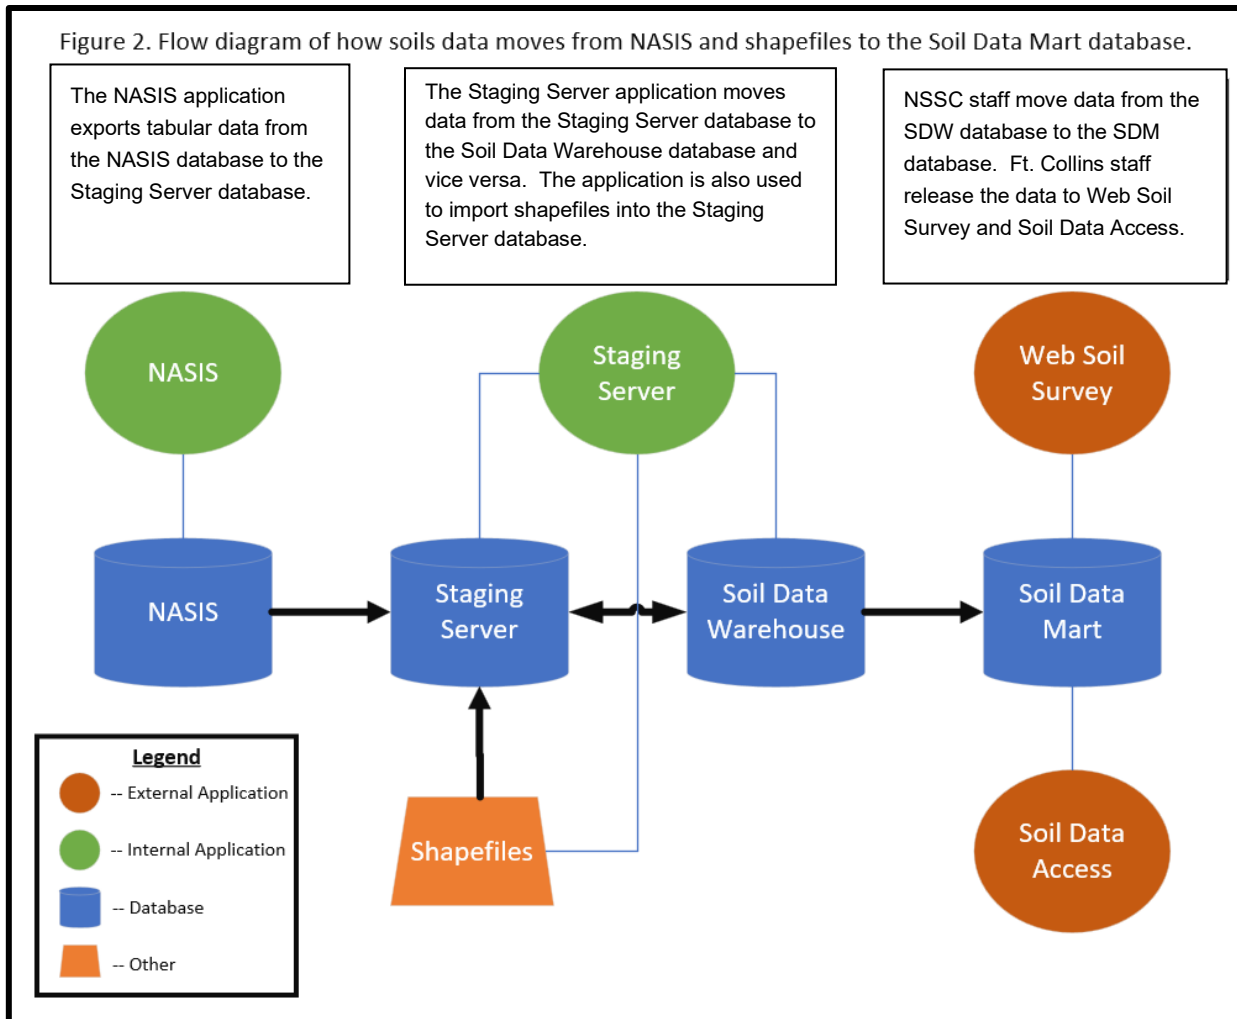 Figure 2. Flow diagram of how soils data moves from NASIS and shapefiles to the Soil Data Mart database.
The NASIS application
exports tabular data from
the NASIS database to the
Staging Server database.
The Staging Server application moves
data from the Staging Server database to
the Soil Data Warehouse database and
vice versa.  The application is also used
to import shapefiles into the Staging
Server database.
NSSC staff move data from the
SDW database to the SDM
database.  Ft. Collins staff
release the data to Web Soil
Survey and Soil Data Access.
NASIS
Staging
Server
Web Soil
Survey
NASIS
Staging
Server
Soil Data
Warehouse
Soil Data
Mart
Shapefiles
Soil Data
Access
Legend
-- External Application
-- Internal Application
-- Database
-- Other